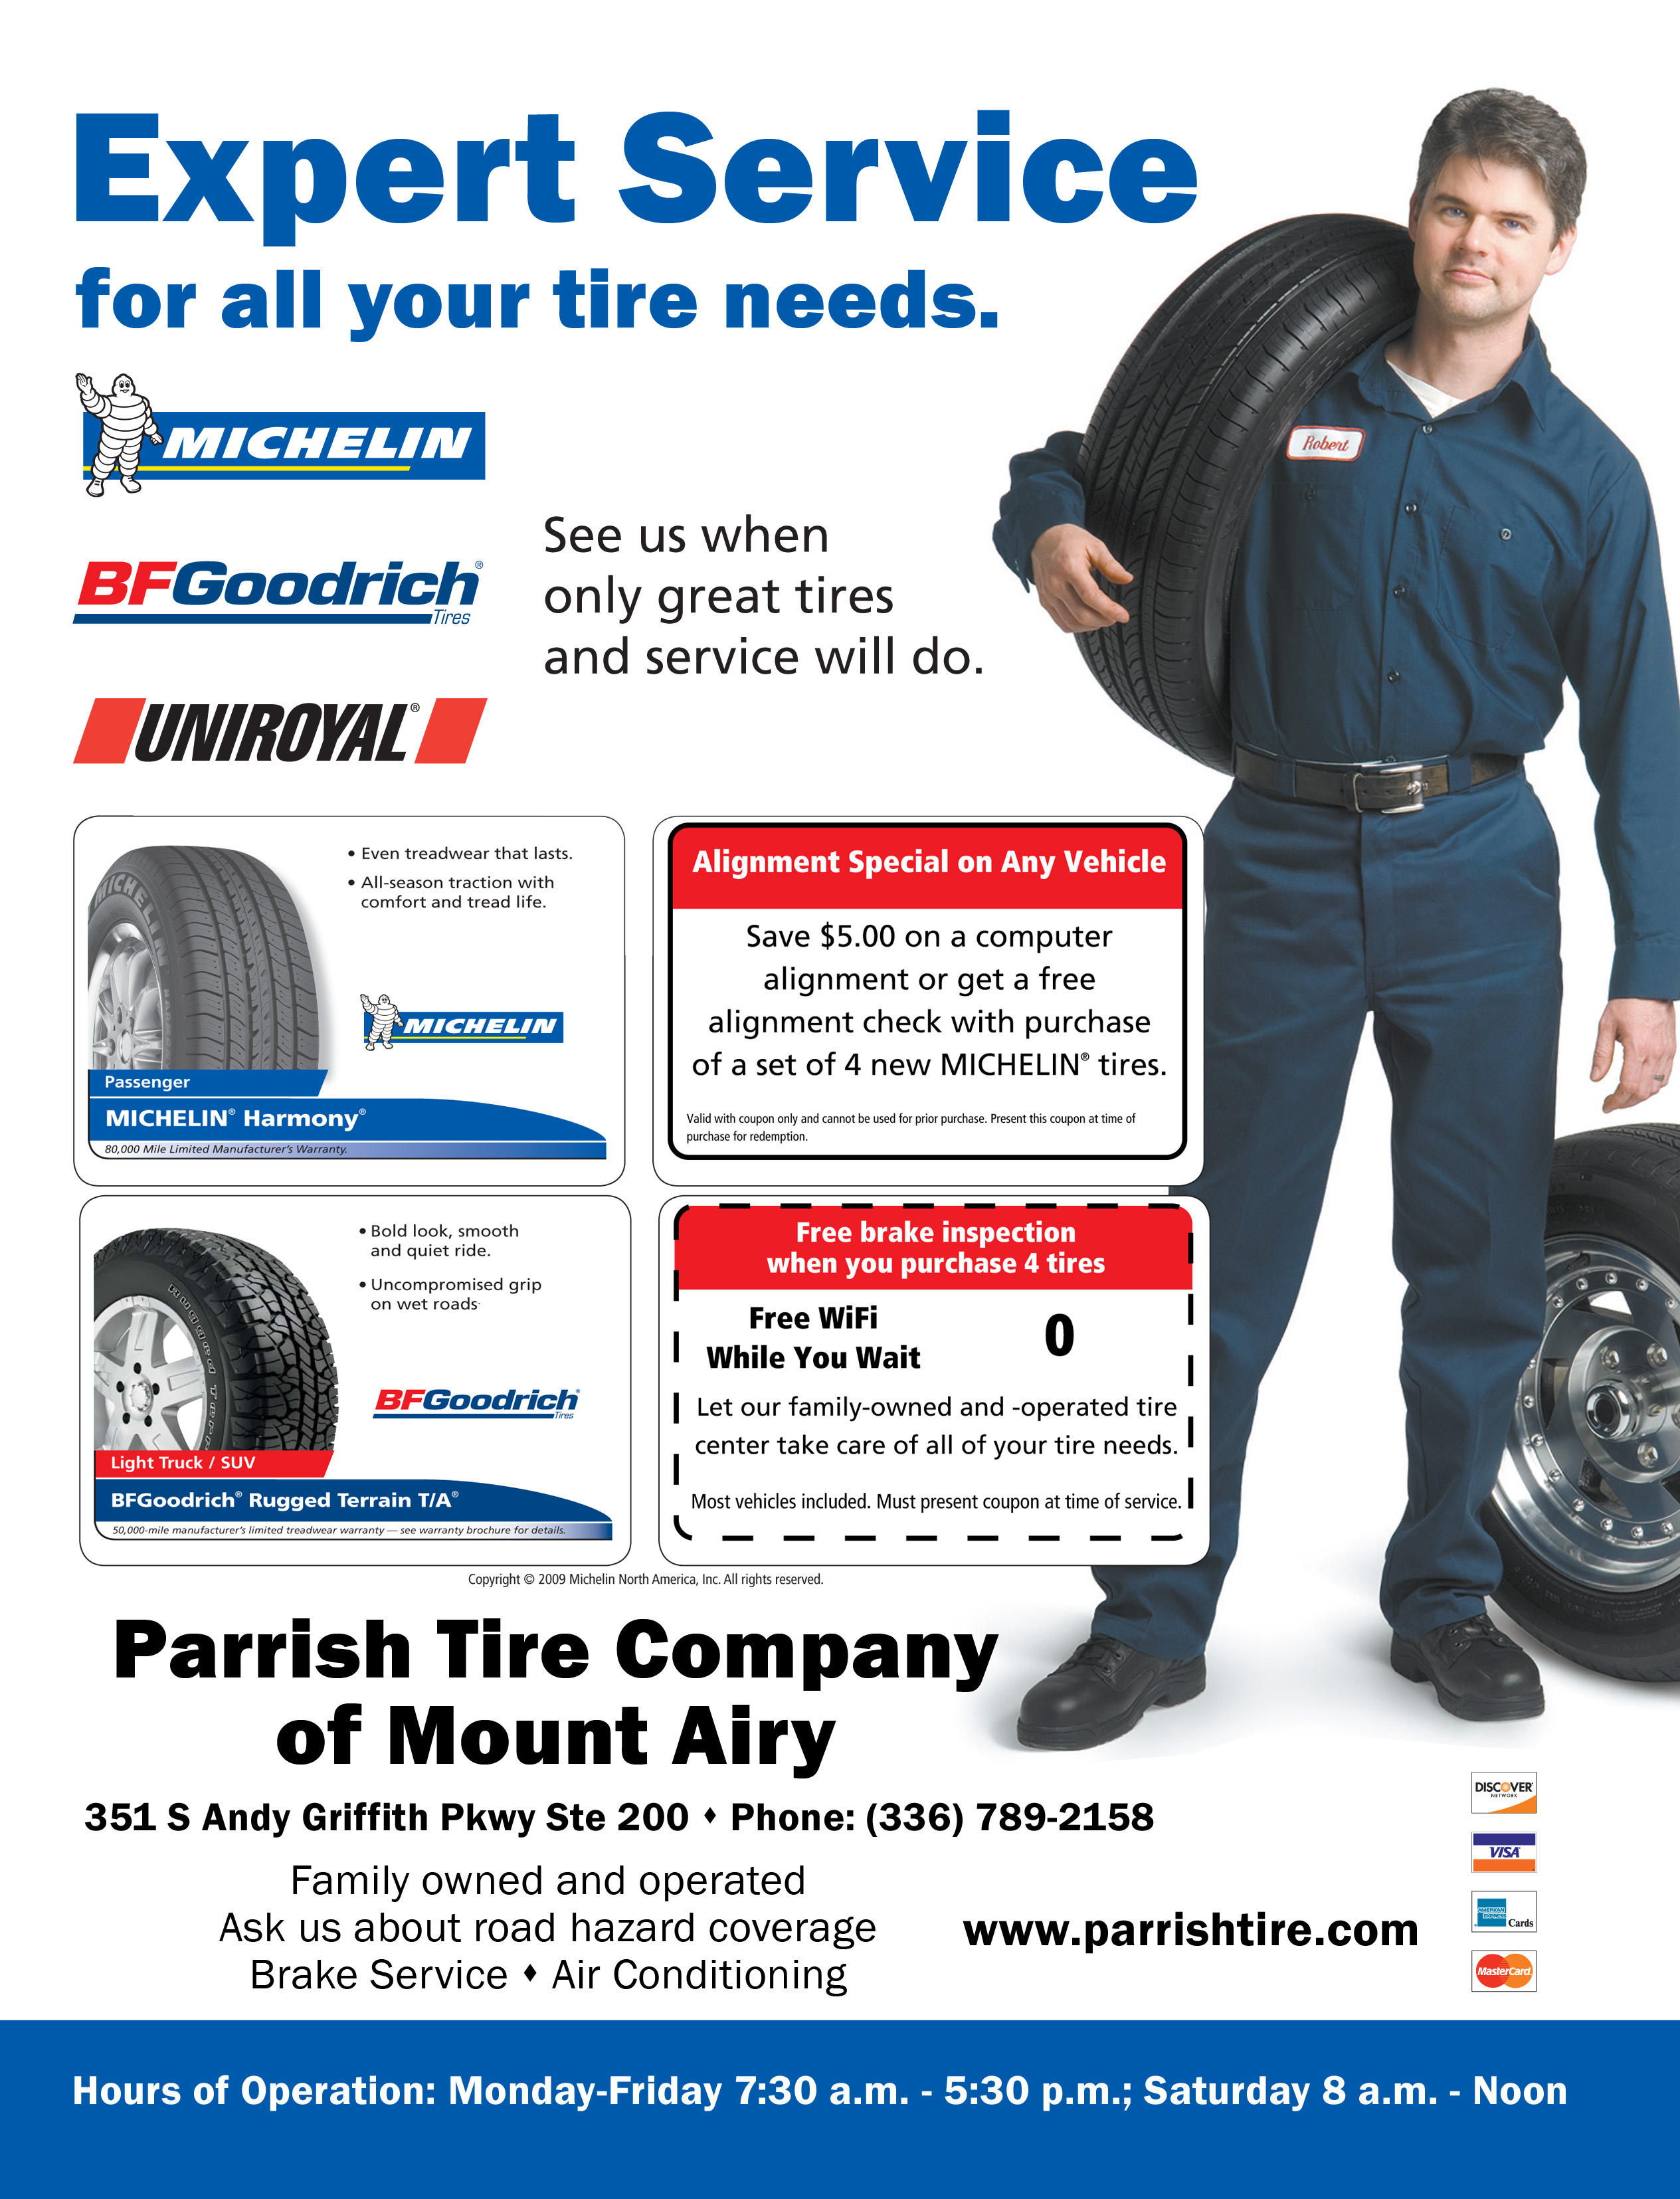 Expert Service
for all your tire needs.
MICHELIN
BFGoodrich®
Tires
UNIROYAL®
See us when
only great tires
and service will do.
Robert
MICHELIN
• Even treadwear that lasts.
• All-season traction with
comfort and tread life.
MICHELIN
Passenger
MICHELIN® Harmony®
80,000 Mile Limited Manufacturer's Warranty.
Alignment Special on Any Vehicle
Save $5.00 on a computer
alignment or get a free
alignment check with purchase
of a set of 4 new MICHELIN® tires.
Valid with coupon only and cannot be used for prior purchase. Present this coupon at time of
purchase for redemption.
• Bold look, smooth
and quiet ride.
• Uncompromised grip
on wet roads.
Rugged Terr
BFGoodrich®
Tires
Light Truck / SUV
BFGoodrich® Rugged Terrain T/A®
50,000-mile manufacturer's limited treadwear warranty — see warranty brochure for details.
Free brake inspection
when you purchase 4 tires
Free WiFi
While You Wait
0
Let our family-owned and -operated tire
center take care of all of your tire needs.
Most vehicles included. Must present coupon at time of service.
Copyright © 2009 Michelin North America, Inc. All rights reserved.
Parrish Tire Company
of Mount Airy
351 S Andy Griffith Pkwy Ste 200 ♦ Phone: (336) 789-2158
Family owned and operated
Ask us about road hazard coverage
Brake Service ♦ Air Conditioning
www.parrishtire.com
DISCOVER
NETWORK
VISA
AMERICAN
EXPRESS
Cards
MasterCard
Hours of Operation: Monday-Friday 7:30 a.m. - 5:30 p.m.; Saturday 8 a.m. - Noon